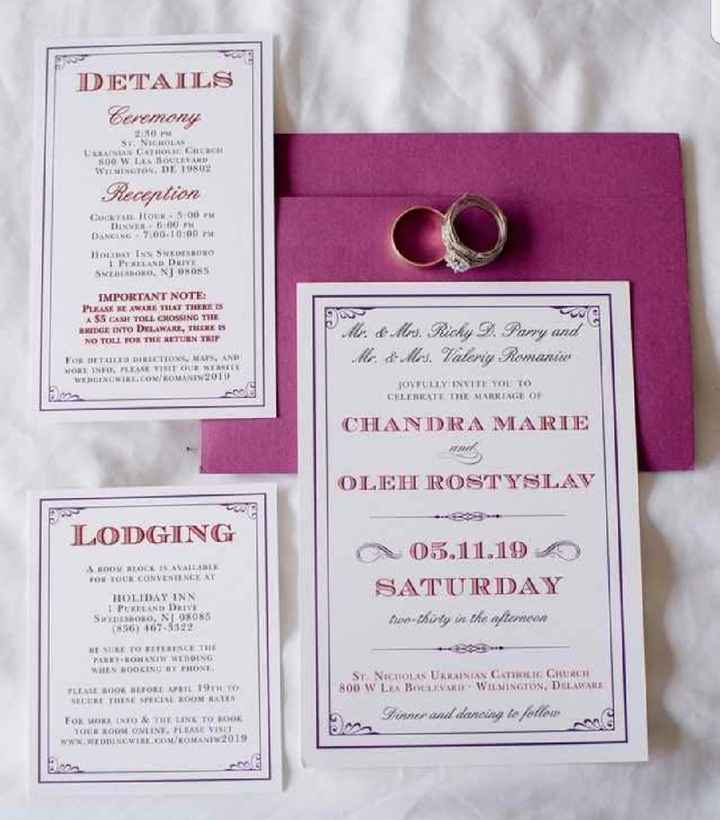 DETAILS
Ceremony
2:30 PM
ST. NICHOLAS
UKRAINIAN CATHOLIC CHURCH
800 W LEA BOULEVARD
WILMINGTON, DE 19802
Reception
COCKTAIL HOUR - 5:00 PM
DINNER - 6:00 PM
DANCING - 7:00-10:00 PM
HOLIDAY INN SWEDESBORO
1 PURELAND DRIVE
SWEDESBORO, NJ 08085
IMPORTANT NOTE:
PLEASE BE AWARE THAT THERE IS
A $5 CASH TOLL CROSSING THE
BRIDGE INTO DELAWARE, THERE IS
NO TOLL FOR THE RETURN TRIP
FOR DETAILED DIRECTIONS, MAPS, AND
MORE INFO, PLEASE VISIT OUR WEBSITE
WEDGINGWIRE.COM/ROMANIW2019
LODGING
A ROOM BLOCK IS AVAILABLE
FOR YOUR CONVENIENCE AT
HOLIDAY INN
1 PURELAND DRIVE
SWEDESBORO, NJ 08085
(856) 467-3322
BE SURE TO REFERENCE THE
PARRY-ROMANIW WEDDING
WHEN BOOKING BY PHONE.
PLEASE BOOK BEFORE APRIL 19TH TO
SECURE THESE SPECIAL ROOM RATES
FOR MORE INFO & THE LINK TO BOOK
YOUR ROOM ONLINE, PLEASE VISIT
WWW.WEDDINGWIRE.COM/ROMANIW2019
Mr. & Mrs. Ricky D. Parry and
Mr. & Mrs. Valeriy Romaniw
JOYFULLY INVITE YOU TO
CELEBRATE THE MARRIAGE OF
CHANDRA MARIE
and
OLEH ROSTYSLAV
05.11.19
SATURDAY
two-thirty in the afternoon
ST. NICHOLAS UKRAINIAN CATHOLIC CHURCH
800 W LEA BOULEVARD · WILMINGTON, DELAWARE
Dinner and dancing to follow